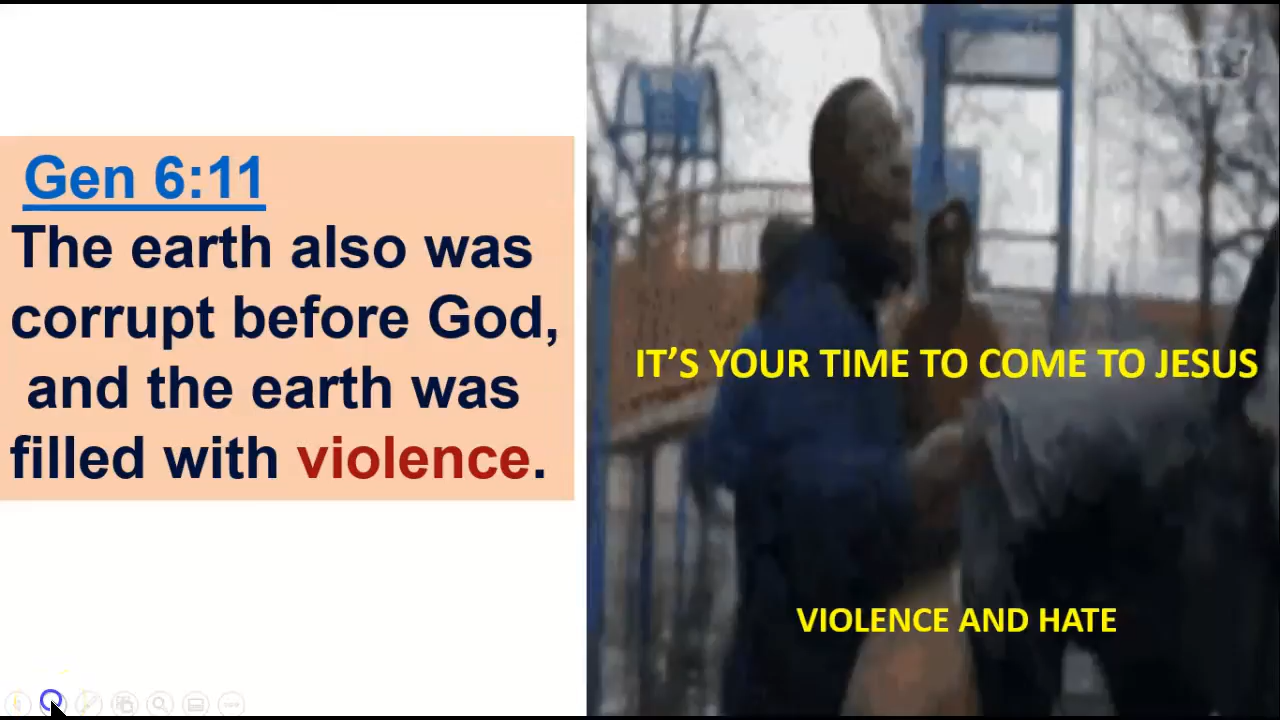 Gen 6:11
The earth also was
corrupt before God,
and the earth was
filled with violence.
IT’S YOUR TIME TO COME TO JESUS
VIOLENCE AND HATE